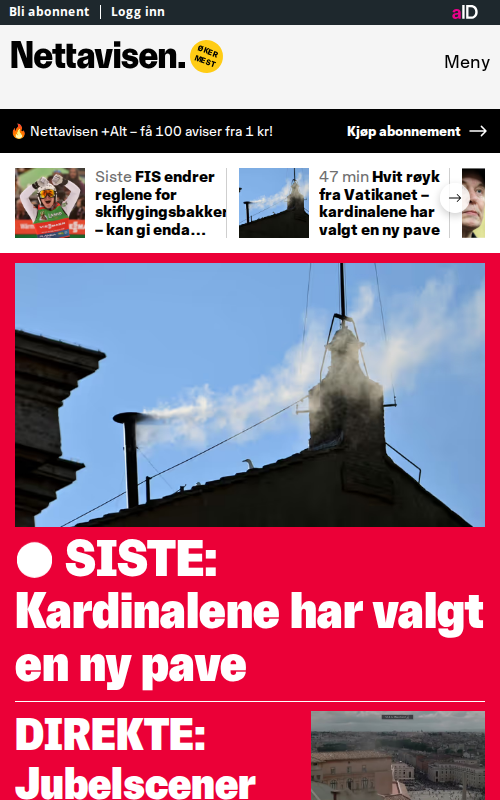 Bli abonnent
Logg inn
aID
Nettavisen.
ØKER
MEST
Meny
🔥 Nettavisen +Alt – få 100 aviser fra 1 kr!
Kjøp abonnement
Siste FIS endrer
reglene for
skiflygingsbakker
– kan gi enda...
47 min Hvit røyk
fra Vatikanet –
kardinalene har
valgt en ny pave
SISTE:
Kardinalene har valgt
en ny pave
DIREKTE:
Jubelscener